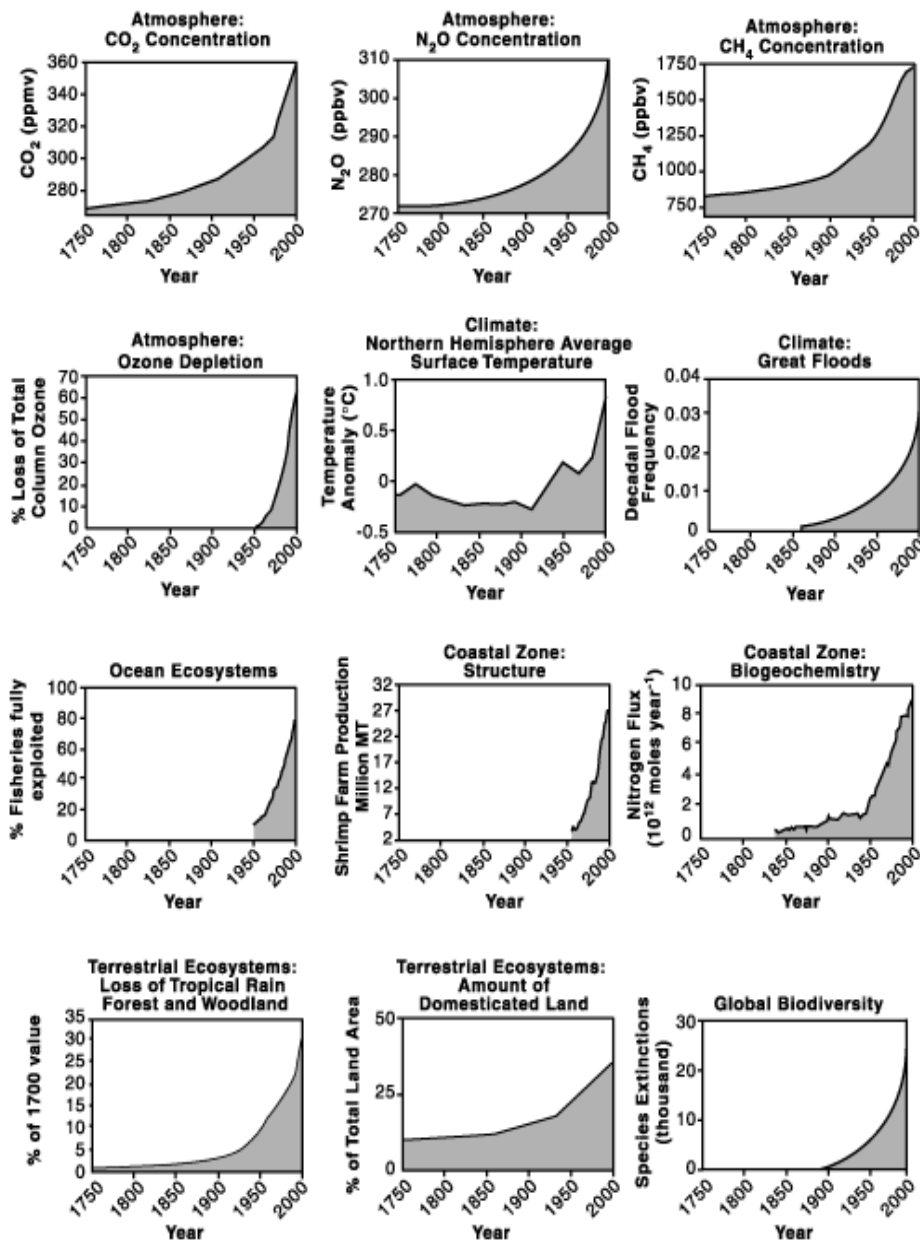 Atmosphere:
CO2 Concentration
CO2 (ppmv)
360
340
320
300
280
1750
1800
1850
1900
1950
2000
Year
Atmosphere:
N2O Concentration
N2O (ppbv)
310
300
290
280
270
1750
1800
1850
1900
1950
2000
Year
Atmosphere:
CH4 Concentration
CH4 (ppbv)
1750
1500
1250
1000
750
1750
1800
1850
1900
1950
2000
Year
Atmosphere:
Ozone Depletion
% Loss of Total
Column Ozone
70
60
50
40
30
20
10
0
1750
1800
1850
1900
1950
2000
Year
Climate:
Northern Hemisphere Average
Surface Temperature
Temperature
Anomaly (°C)
1.0
0.5
0
-0.5
1750
1800
1850
1900
1950
2000
Year
Climate:
Great Floods
Decadal Flood
Frequency
0.04
0.03
0.02
0.01
0
1750
1800
1850
1900
1950
2000
Year
Ocean Ecosystems
% Fisheries fully
exploited
100
80
60
40
20
0
1750
1800
1850
1900
1950
2000
Year
Coastal Zone:
Structure
Shrimp Farm Production
Million MT
32
27
22
17
12
7
2
1750
1800
1850
1900
1950
2000
Year
Coastal Zone:
Biogeochemistry
Nitrogen Flux
(10¹² moles year⁻¹)
10
8
6
4
2
0
1750
1800
1850
1900
1950
2000
Year
Terrestrial Ecosystems:
Loss of Tropical Rain
Forest and Woodland
% of 1700 value
35
30
25
20
15
10
5
0
1750
1800
1850
1900
1950
2000
Year
Terrestrial Ecosystems:
Amount of
Domesticated Land
% of Total Land Area
50
25
0
1750
1800
1850
1900
1950
2000
Year
Global Biodiversity
Species Extinctions
(thousand)
30
20
10
0
1750
1800
1850
1900
1950
2000
Year